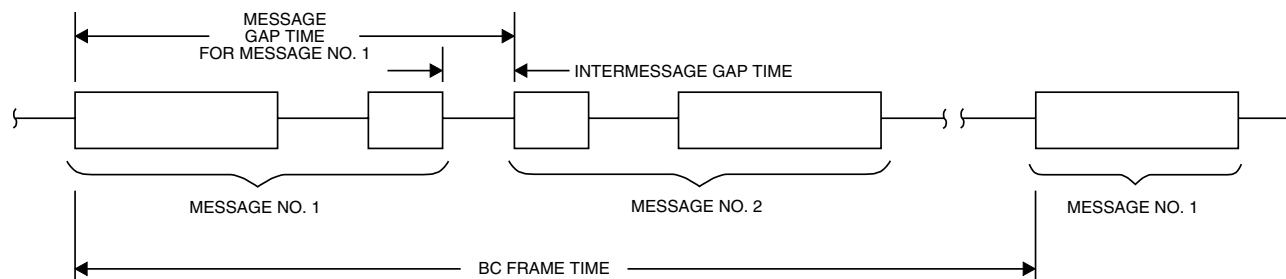 MESSAGE
GAP TIME
FOR MESSAGE NO. 1
INTERMESSAGE GAP TIME
MESSAGE NO. 1
MESSAGE NO. 2
MESSAGE NO. 1
BC FRAME TIME